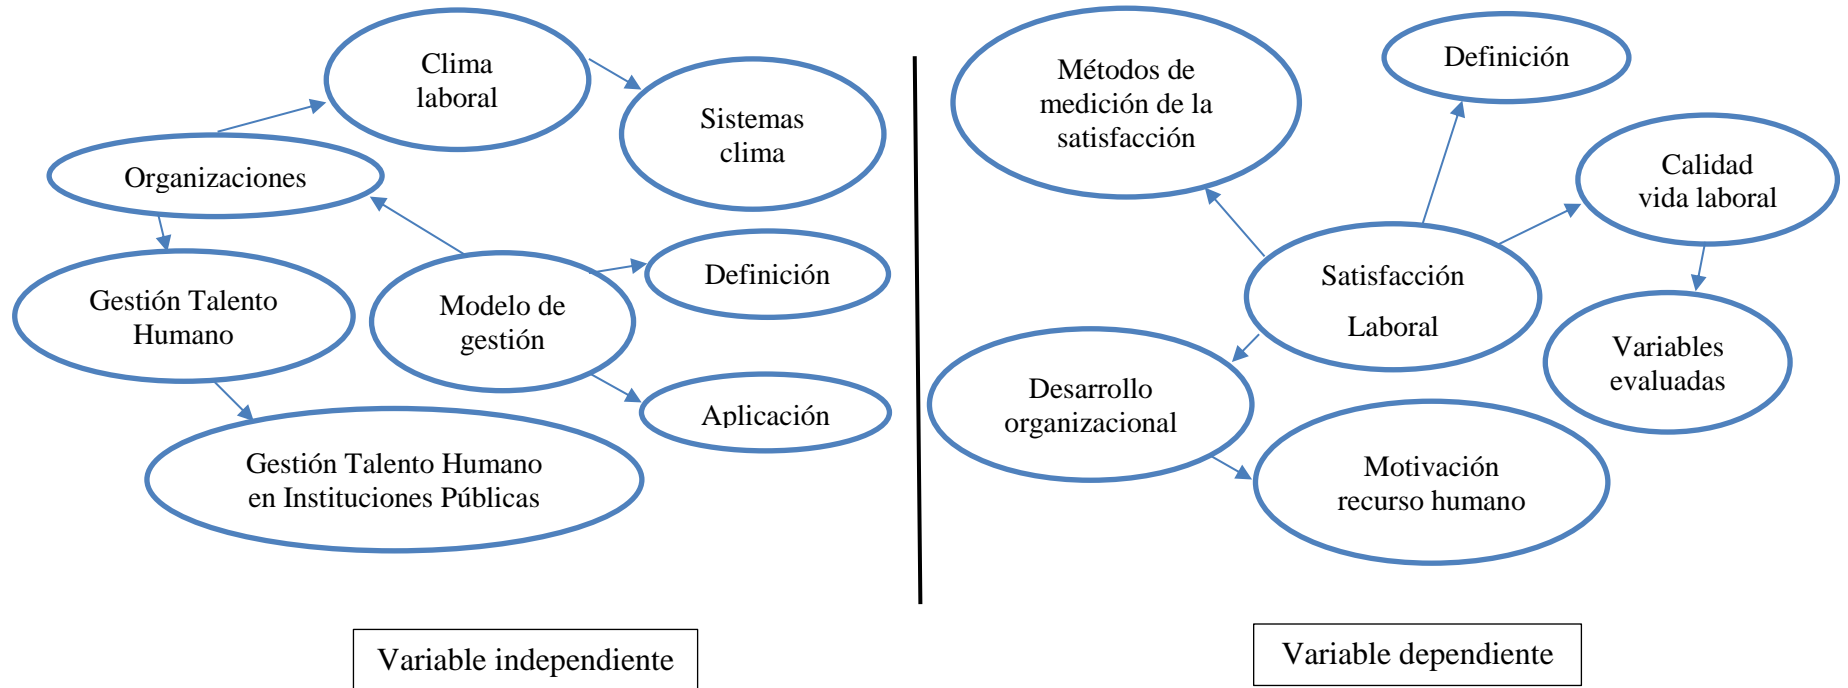 Clima
laboral
Sistemas
clima
Organizaciones
Definición
Gestión Talento
Humano
Modelo de
gestión
Aplicación
Gestión Talento Humano
en Instituciones Públicas
Variable independiente
Métodos de
medición de la
satisfacción
Definición
Calidad
vida laboral
Satisfacción
Laboral
Variables
evaluadas
Desarrollo
organizacional
Motivación
recurso humano
Variable dependiente